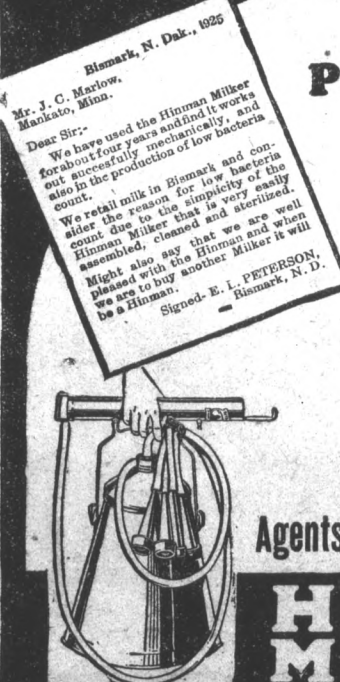 Bismark, N. Dak., 1925
Mr. J. C. Marlow,
Mankato, Minn.
Dear Sir:-
We have used the Hinman Milker
for about four years and find it works
out succesfully mechanically, and
also in the production of low bacteria
count.
We retail milk in Bismark and con-
sider the reason for low bacteria
count due to the simplicity of the
Hinman Milker that is very easily
assembled, cleaned and sterilized.
Might also say that we are well
pleased with the Hinman and when
we are to buy another Milker it will
be a Hinman.
Signed- E. L. PETERSON,
Bismark, N. D.
P
Agents
H
M